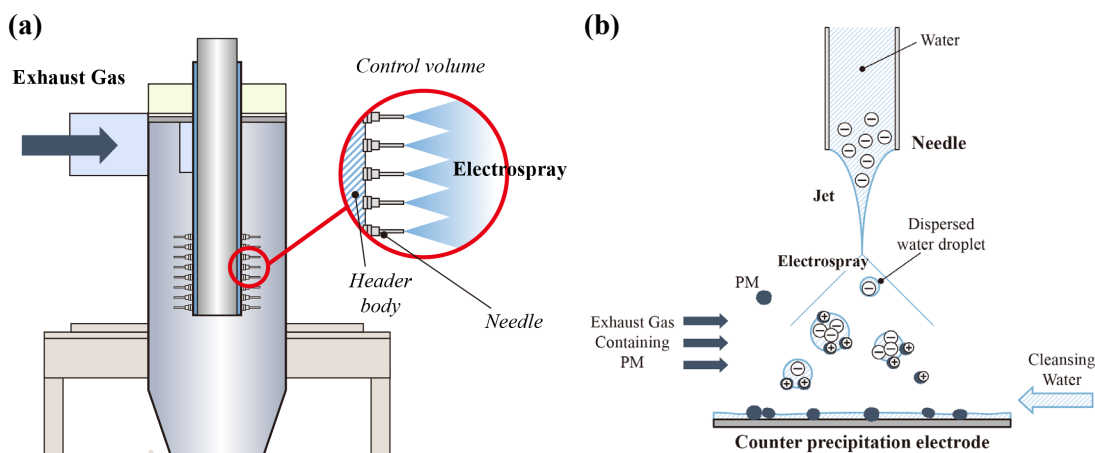 (a)
Exhaust Gas
Control volume
Electrospray
Header
body
Needle
(b)
Water
Needle
Jet
Dispersed
water droplet
Electrospray
PM
Exhaust Gas
Containing
PM
Cleansing
Water
Counter precipitation electrode